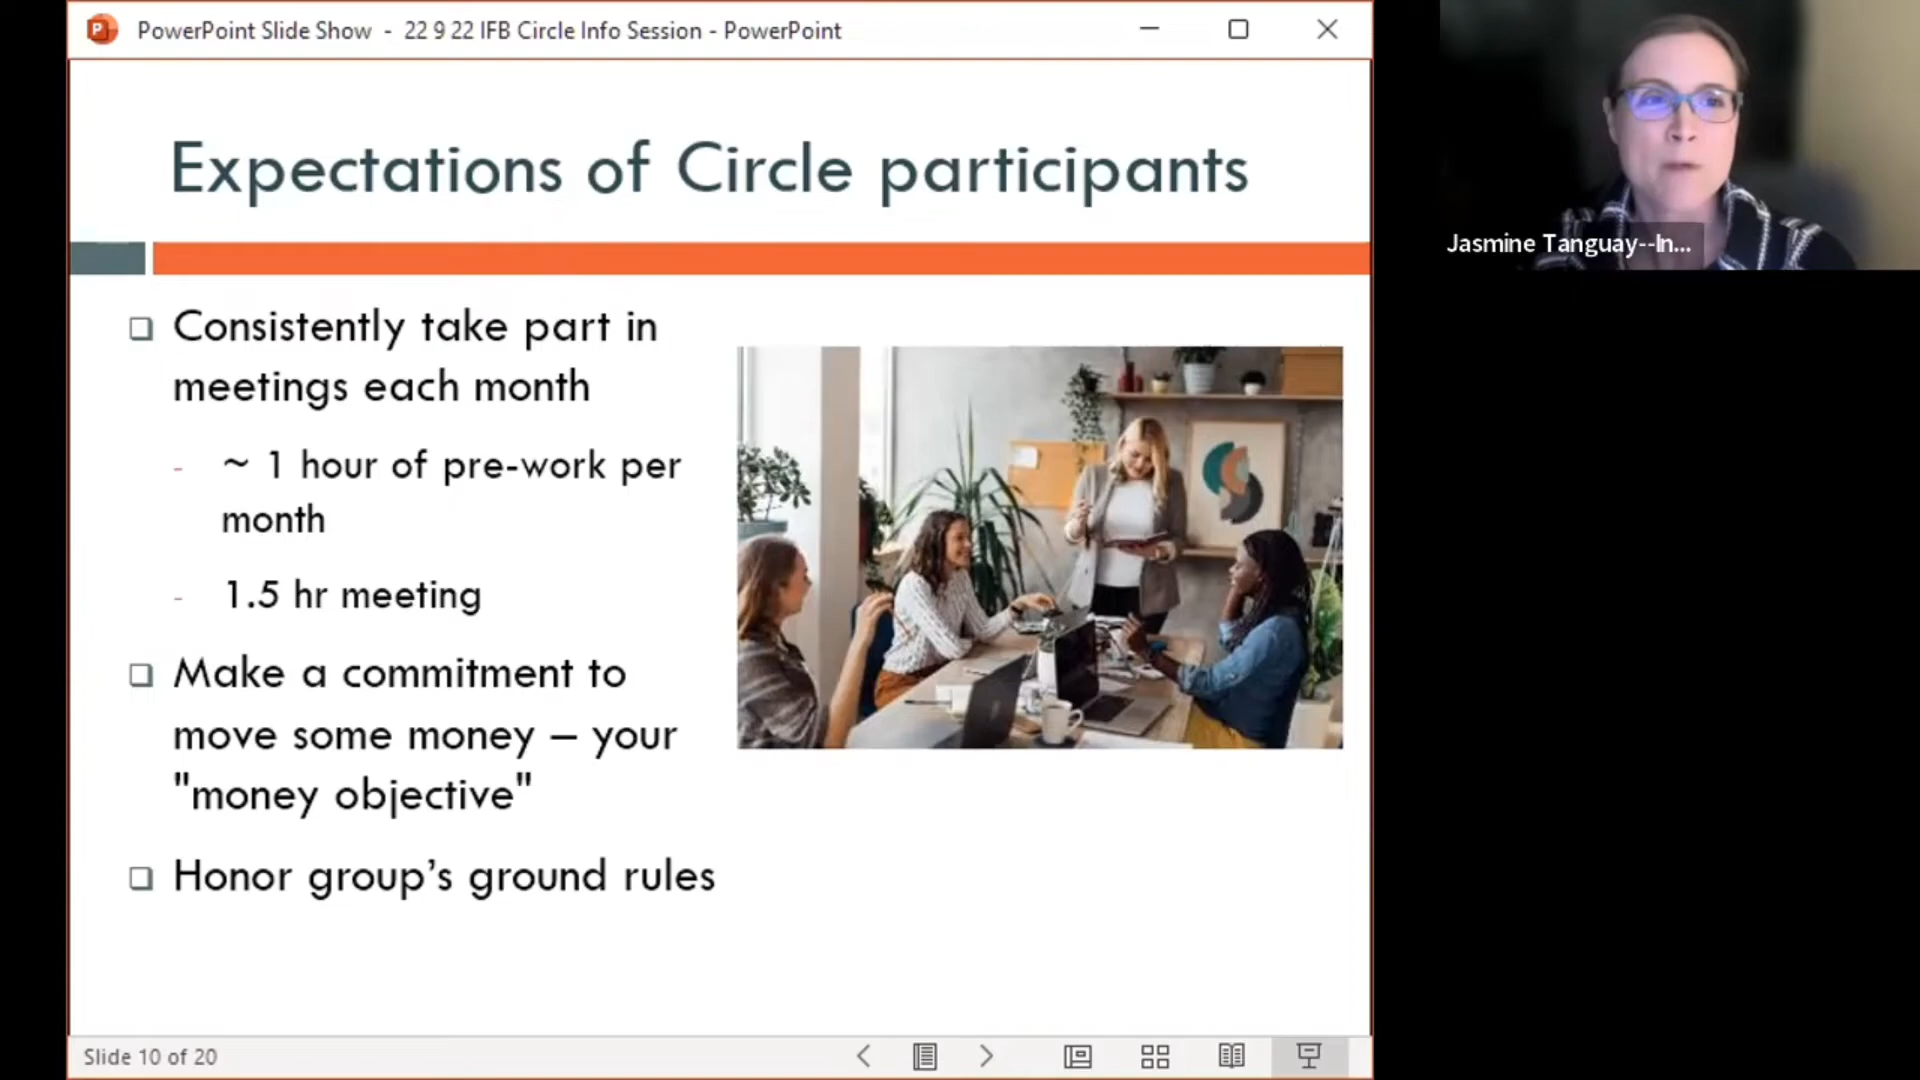 PowerPoint Slide Show - 22 9 22 IFB Circle Info Session - PowerPoint
Expectations of Circle participants
❑ Consistently take part in
meetings each month
- ~ 1 hour of pre-work per
month
- 1.5 hr meeting
❑ Make a commitment to
move some money – your
"money objective"
❑ Honor group’s ground rules
Slide 10 of 20
Jasmine Tanguay--In...